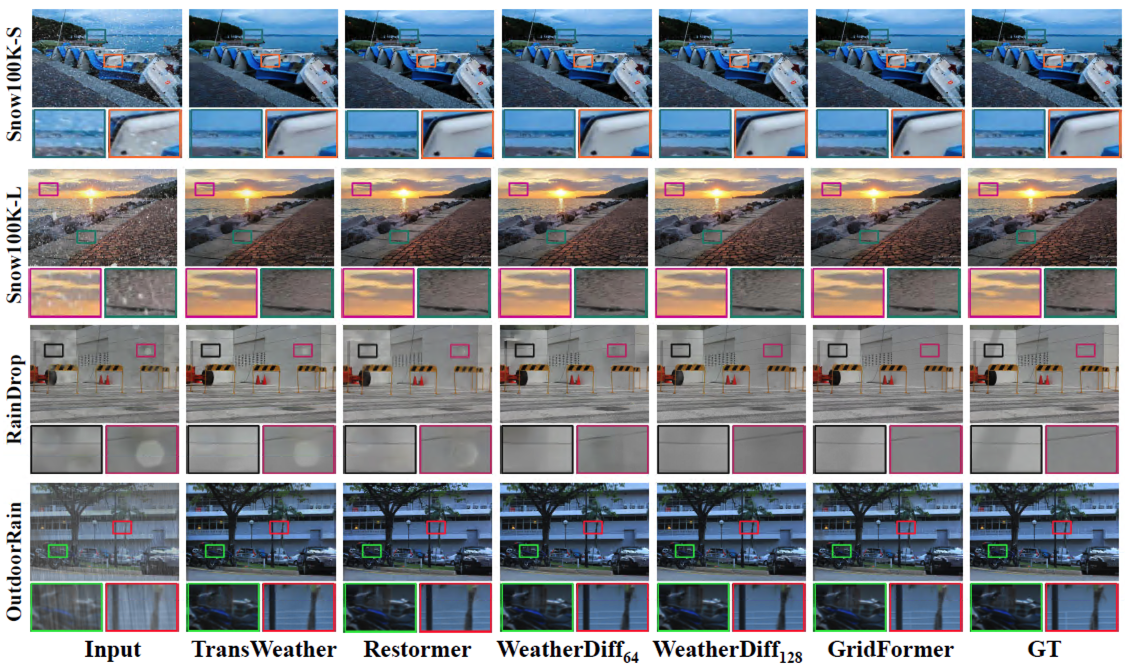 Snow100K-S
Snow100K-L
RainDrop
OutdoorRain
Input TransWeather Restormer WeatherDiff64 WeatherDiff128 GridFormer GT